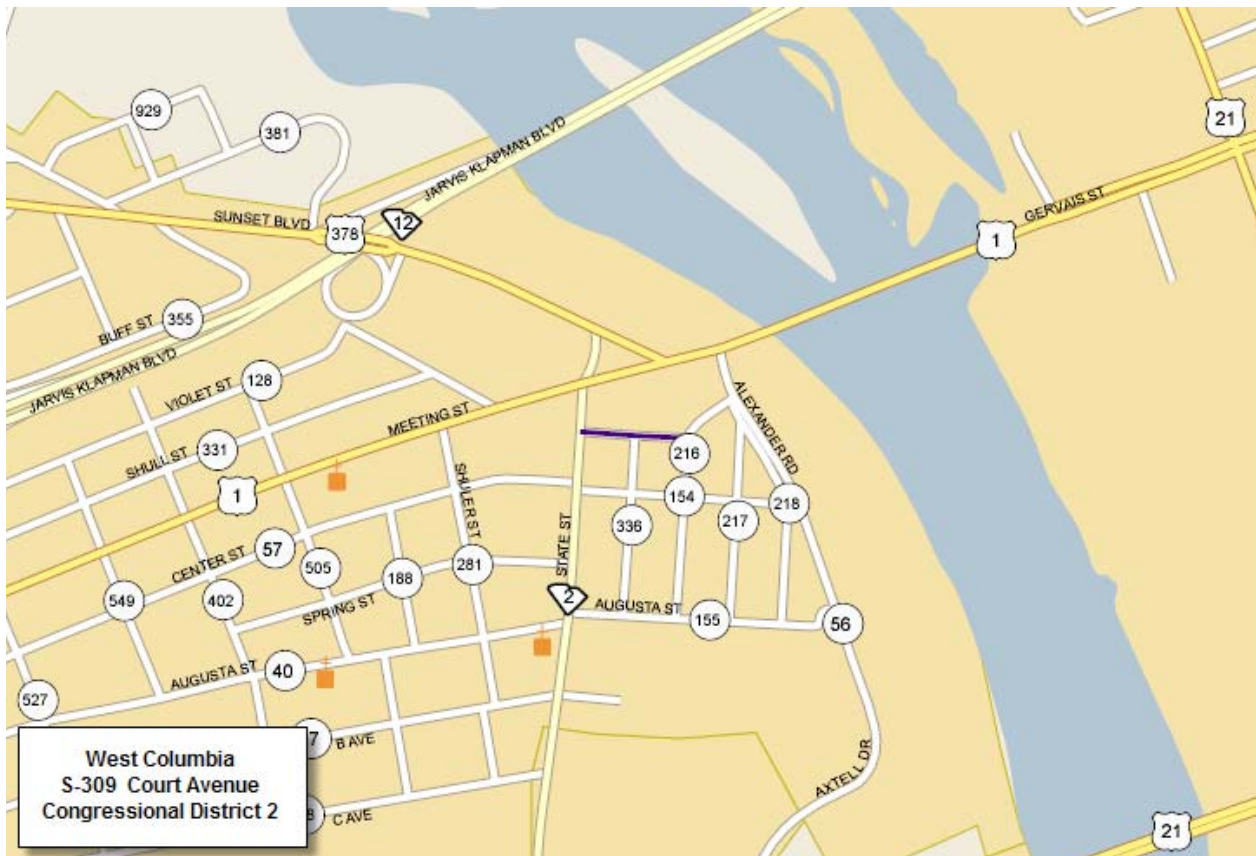 929
381
JARVIS KLAPMAN BLVD
21
SUNSET BLVD
378
12
GERVAIS ST.
1
BUFF ST
355
JARVIS KLAPMAN BLVD
VIOLET ST
128
MEETING ST
ALEXANDER RD
SHULL ST
331
216
1
SHULER ST
154
218
336
217
STATE ST
CENTER ST
57
505
188
281
549
402
SPRING ST
2
AUGUSTA ST
155
56
AUGUSTA ST
40
527
7
B AVE
AXTELL DR
8
C AVE
21
West Columbia
S-309 Court Avenue
Congressional District 2